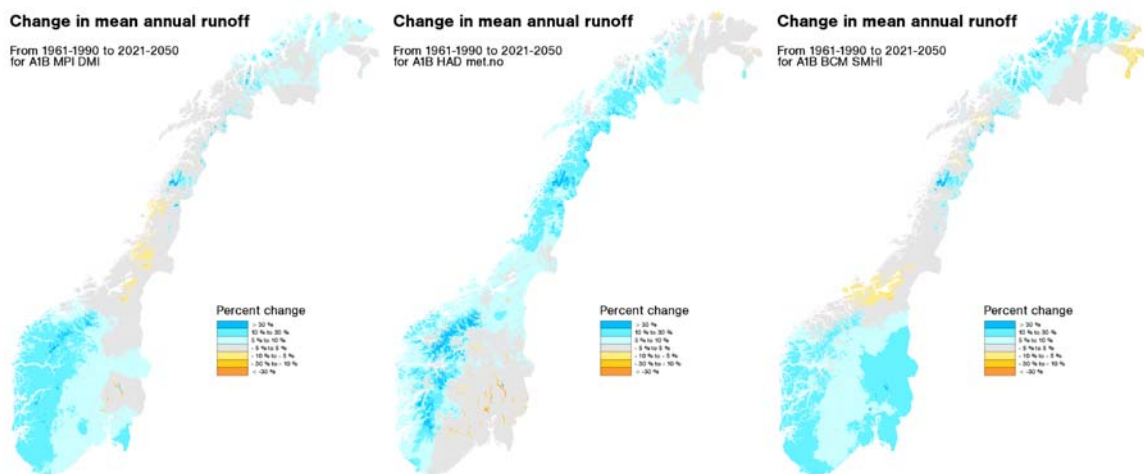 Change in mean annual runoff
From 1961-1990 to 2021-2050
for A1B MPI DMI
Percent change
> 30 %
10 % to 30 %
5 % to 10 %
- 5 % to 5 %
- 10 % to - 5 %
- 30 % to - 10 %
< -30 %
Change in mean annual runoff
From 1961-1990 to 2021-2050
for A1B HAD met.no
Percent change
> 30 %
10 % to 30 %
5 % to 10 %
- 5 % to 5 %
- 10 % to - 5 %
- 30 % to - 10 %
< -30 %
Change in mean annual runoff
From 1961-1990 to 2021-2050
for A1B BCM SMHI
Percent change
> 30 %
10 % to 30 %
5 % to 10 %
- 5 % to 5 %
- 10 % to - 5 %
- 30 % to - 10 %
< -30 %